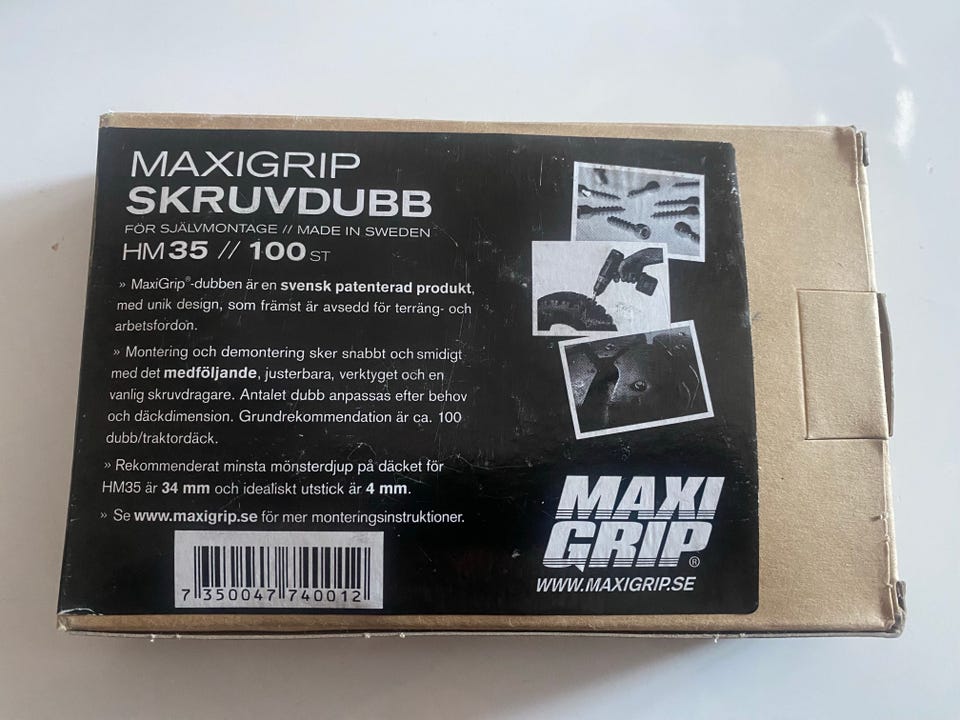 MAXIGRIP
SKRUVDUBB
FÖR SJÄLVMONTAGE // MADE IN SWEDEN
HM 35 // 100 ST
» MaxiGrip®-dubben är en svensk patenterad produkt,
med unik design, som främst är avsedd för terräng- och
arbetsfordon.
» Montering och demontering sker snabbt och smidigt
med det medföljande, justerbara, verktyget och en
vanlig skruvdragare. Antalet dubb anpassas efter behov
och däckdimension. Grundrekommendation är ca. 100
dubb/traktordäck.
» Rekommenderat minsta mönsterdjup på däcket för
HM35 är 34 mm och idealiskt utstick är 4 mm.
» Se www.maxigrip.se för mer monteringsinstruktioner.
7 350047 740012
MAXI
GRIP®
WWW.MAXIGRIP.SE